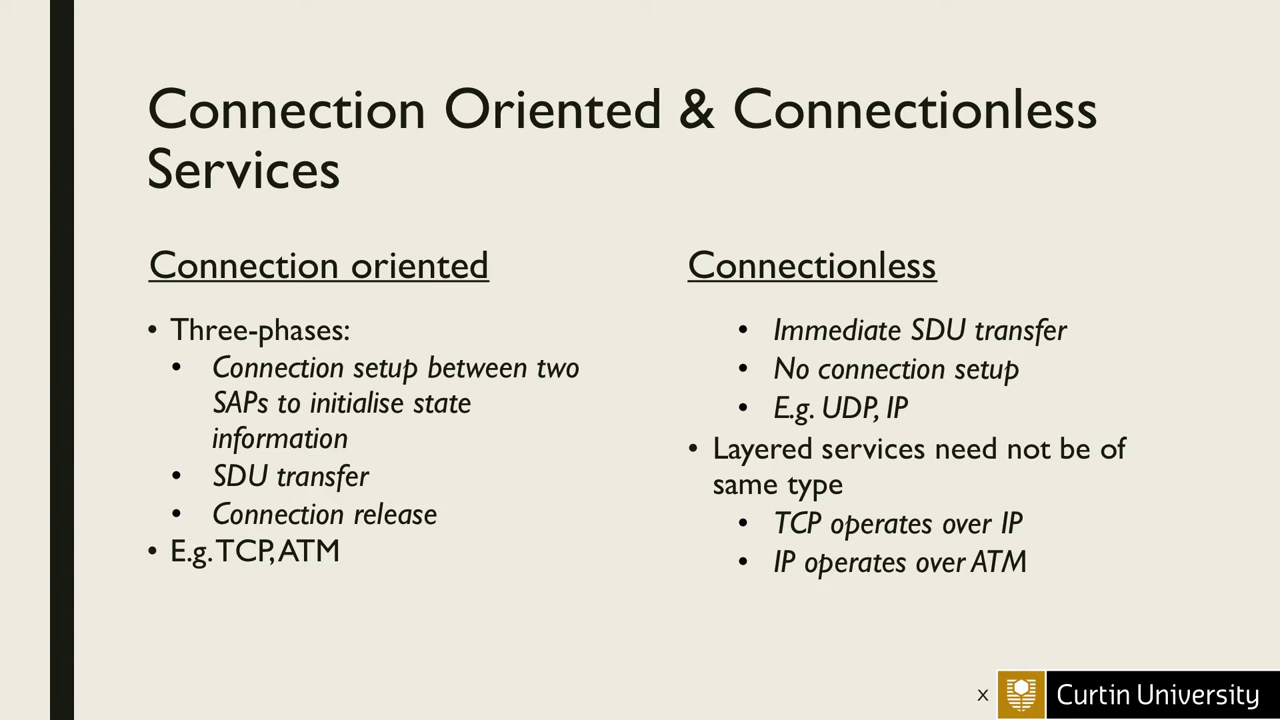 Connection Oriented & Connectionless
Services
Connection oriented
• Three-phases:
• Connection setup between two
SAPs to initialise state
information
• SDU transfer
• Connection release
• E.g. TCP, ATM
Connectionless
• Immediate SDU transfer
• No connection setup
• E.g. UDP, IP
• Layered services need not be of
same type
• TCP operates over IP
• IP operates over ATM
x
Curtin University